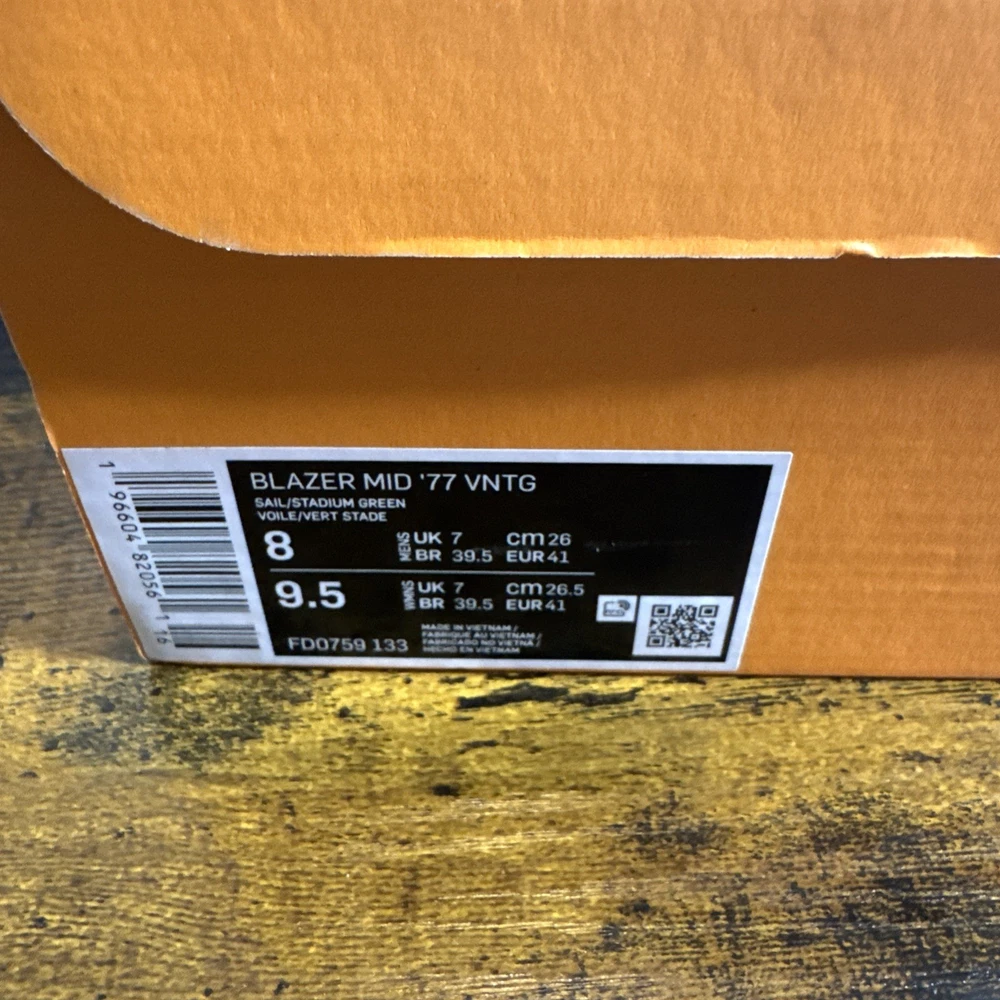 BLAZER MID '77 VNTG
SAIL/STADIUM GREEN
VOILE/VERT STADE
8 MENS UK 7 cm 26
BR 39.5 EUR 41
9.5 WMNS UK 7 cm 26.5
BR 39.5 EUR 41
FD0759 133
MADE IN VIETNAM /
FABRIQUE AU VIETNAM /
FABRICADO NO VIETNÃ /
HECHO EN VIETNAM
1 96604 82056 1 16